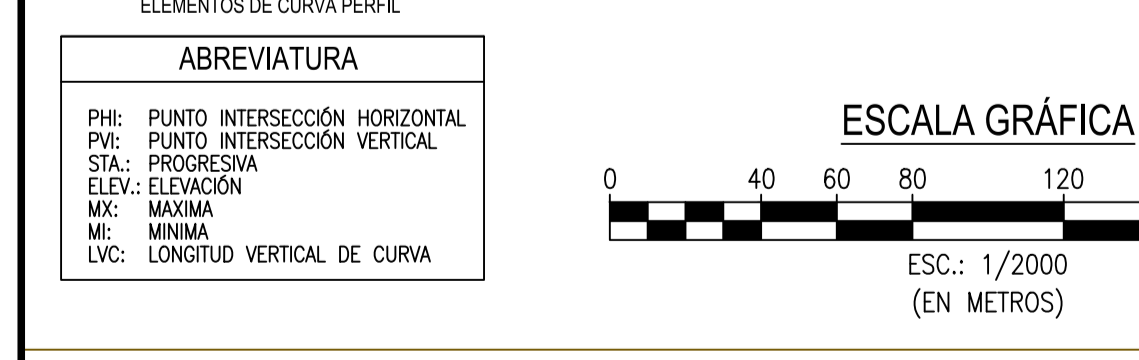 ELEMENTOS DE CURVA PERFIL
ABREVIATURA
PHI: PUNTO INTERSECCIÓN HORIZONTAL
PVI: PUNTO INTERSECCIÓN VERTICAL
STA.: PROGRESIVA
ELEV.: ELEVACIÓN
MX: MAXIMA
MI: MINIMA
LVC: LONGITUD VERTICAL DE CURVA
ESCALA GRÁFICA
0 40 60 80 120
ESC.: 1/2000
(EN METROS)